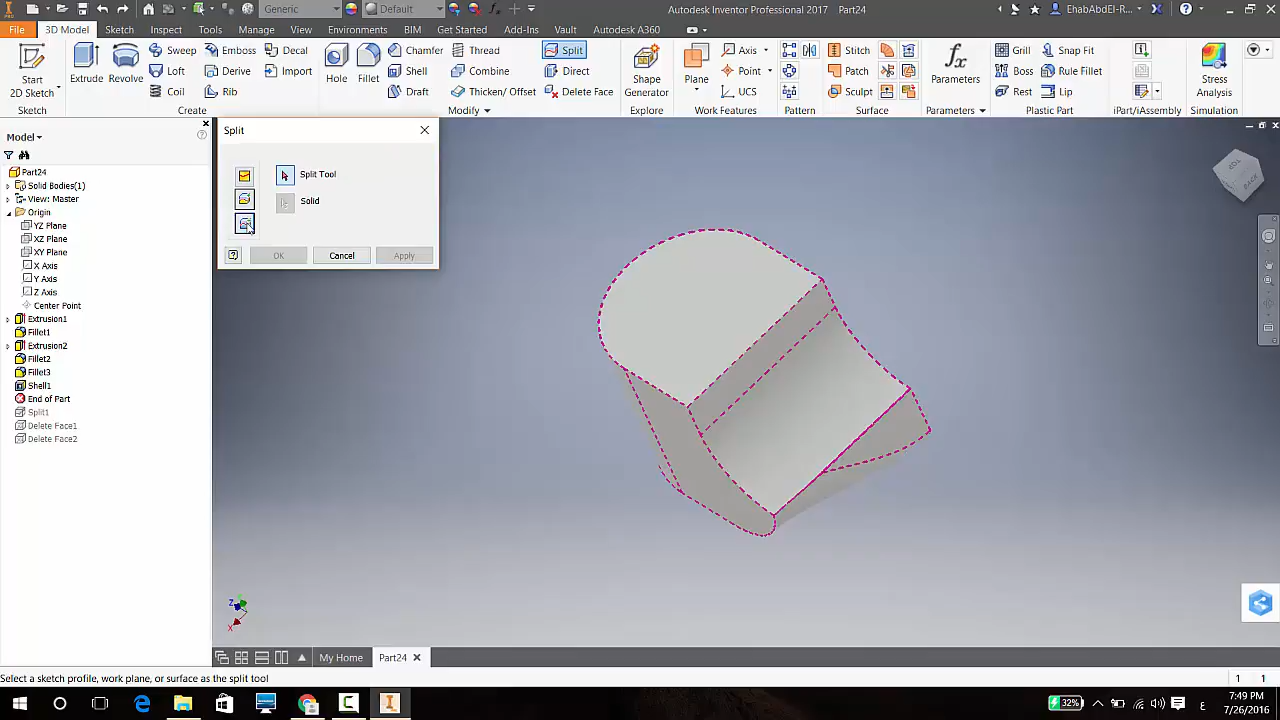 Generic
Default
Autodesk Inventor Professional 2017 Part24
EhabAbdEl-R...
File
3D Model
Sketch
Inspect
Tools
Manage
View
Environments
BIM
Get Started
Add-Ins
Vault
Autodesk A360
Start
2D Sketch
Sketch
Extrude
Revolve
Sweep
Loft
Coil
Emboss
Derive
Rib
Decal
Import
Create
Hole
Fillet
Chamfer
Shell
Draft
Thread
Combine
Thicken/ Offset
Split
Direct
Delete Face
Modify
Shape
Generator
Explore
Plane
Axis
Point
UCS
Work Features
Pattern
Stitch
Patch
Sculpt
Surface
Parameters
Parameters
Grill
Boss
Rest
Snap Fit
Rule Fillet
Lip
Plastic Part
iPart/iAssembly
Stress
Analysis
Simulation
Model
Part24
Solid Bodies(1)
View: Master
Origin
YZ Plane
XZ Plane
XY Plane
X Axis
Y Axis
Z Axis
Center Point
Extrusion1
Fillet1
Extrusion2
Fillet2
Fillet3
Shell1
End of Part
Split1
Delete Face1
Delete Face2
Split
Split Tool
Solid
OK
Cancel
Apply
TOP
BACK
Z
X
My Home
Part24
Select a sketch profile, work plane, or surface as the split tool
1
1
32%
ع
7:49 PM
7/26/2016